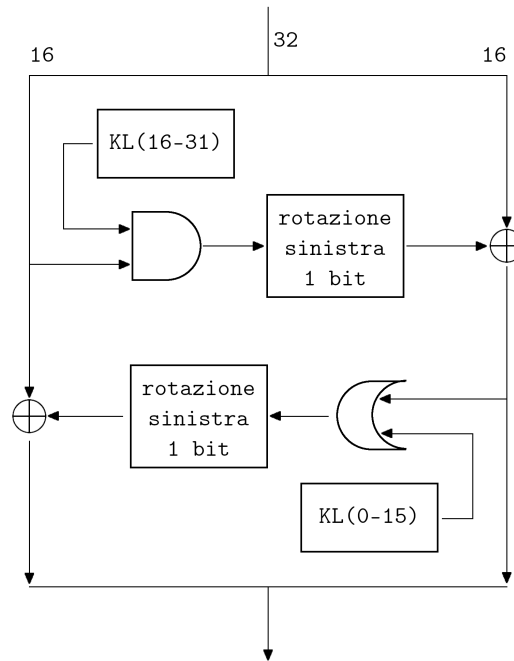 32
16
16
KL(16-31)
rotazione
sinistra
1 bit
rotazione
sinistra
1 bit
KL(0-15)